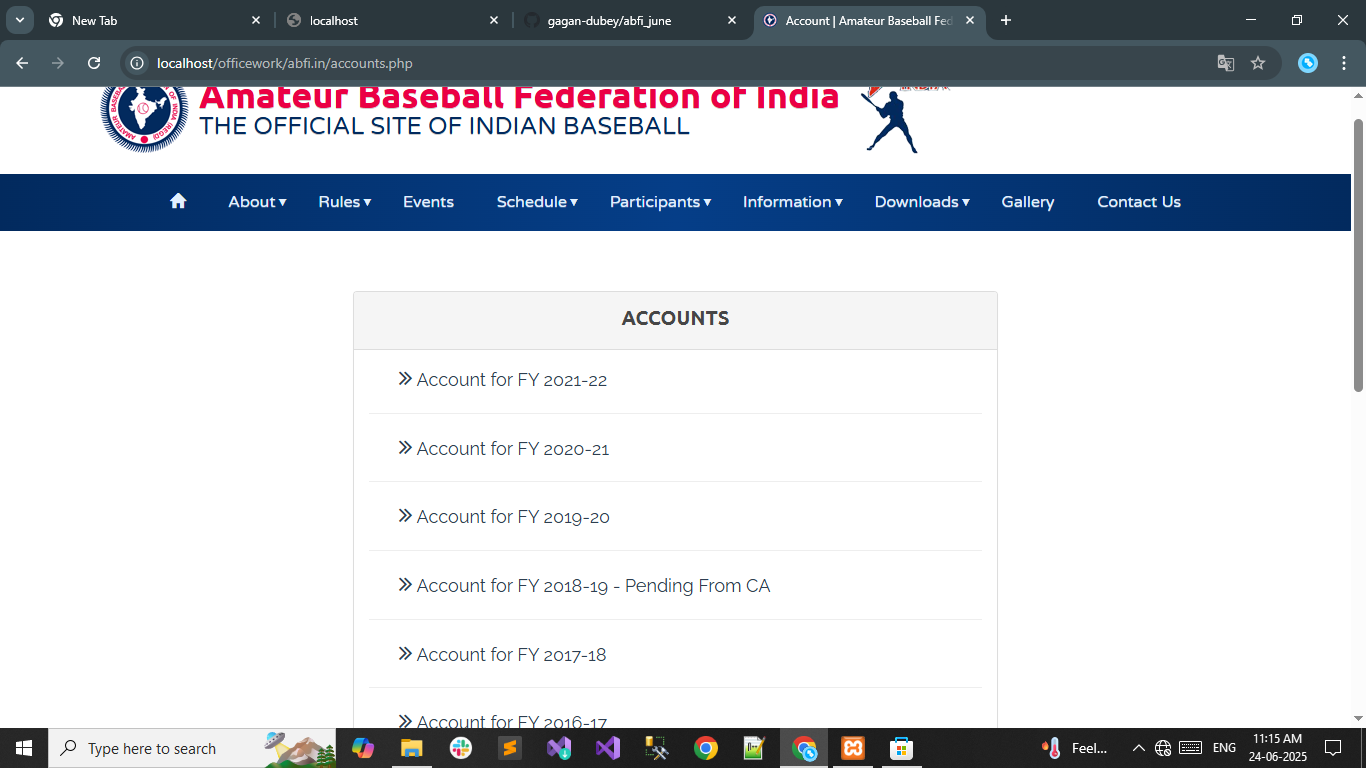 New Tab
localhost
gagan-dubey/abfi_june
Account | Amateur Baseball Fed
localhost/officework/abfi.in/accounts.php
Amateur Baseball Federation of India
THE OFFICIAL SITE OF INDIAN BASEBALL
About ▾ Rules ▾ Events Schedule ▾ Participants ▾ Information ▾ Downloads ▾ Gallery Contact Us
ACCOUNTS
» Account for FY 2021-22
» Account for FY 2020-21
» Account for FY 2019-20
» Account for FY 2018-19 - Pending From CA
» Account for FY 2017-18
» Account for FY 2016-17
Type here to search
Feel...
ENG
11:15 AM
24-06-2025